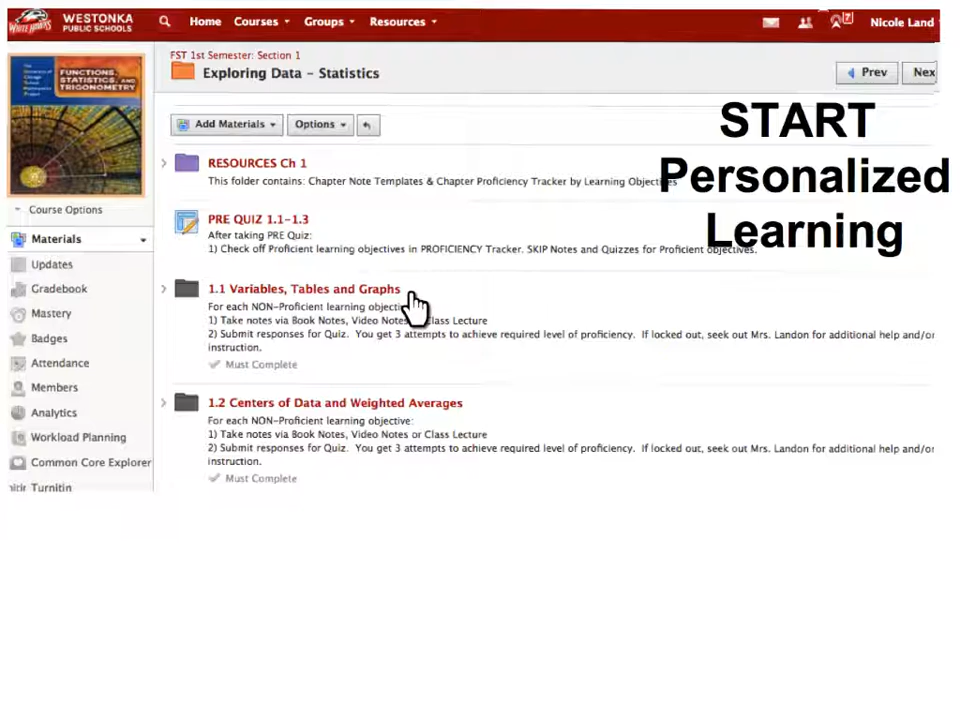 WESTONKA
PUBLIC SCHOOLS
Home Courses Groups Resources
Nicole Land
FST 1st Semester: Section 1
Exploring Data – Statistics
Prev
Nex
FUNCTIONS,
STATISTICS, AND
TRIGONOMETRY
START
Personalized
Learning
Add Materials Options
RESOURCES Ch 1
This folder contains: Chapter Note Templates & Chapter Proficiency Tracker by Learning Objectives
PRE QUIZ 1.1-1.3
After taking PRE Quiz:
1) Check off Proficient learning objectives in PROFICIENCY Tracker. SKIP Notes and Quizzes for Proficient objectives.
1.1 Variables, Tables and Graphs
For each NON-Proficient learning objective
1) Take notes via Book Notes, Video Notes Class Lecture
2) Submit responses for Quiz. You get 3 attempts to achieve required level of proficiency. If locked out, seek out Mrs. Landon for additional help and/or
instruction.
Must Complete
1.2 Centers of Data and Weighted Averages
For each NON-Proficient learning objective:
1) Take notes via Book Notes, Video Notes or Class Lecture
2) Submit responses for Quiz. You get 3 attempts to achieve required level of proficiency. If locked out, seek out Mrs. Landon for additional help and/or
instruction.
Must Complete
Course Options
Materials
Updates
Gradebook
Mastery
Badges
Attendance
Members
Analytics
Workload Planning
Common Core Explorer
Turnitin